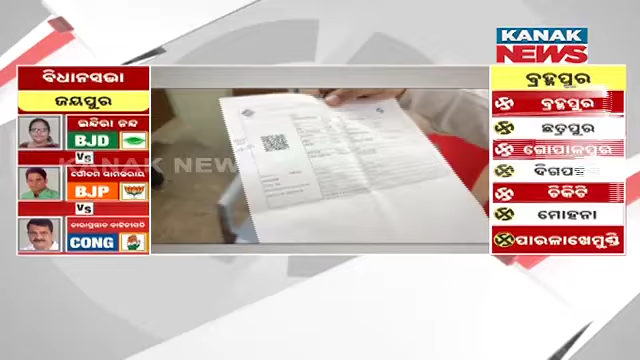 KANAK
NEWS
ବିଧାନସଭା
ଜୟପୁର
ଇନ୍ଦିରା ନନ୍ଦ
BJD
VS
ଗୌତମ ସାମନ୍ତରାୟ
BJP
VS
ତାରାପ୍ରସାଦ ବାହିନୀପତି
CONG
KANAK NEWS
ବ୍ରହ୍ମପୁର
ବ୍ରହ୍ମପୁର
ଛତ୍ରପୁର
ଗୋପାଳପୁର
ଦିଗପହଣ୍ଡି
ଚିକିଟି
ମୋହନା
ପାରଳାଖେମୁଣ୍ଡି